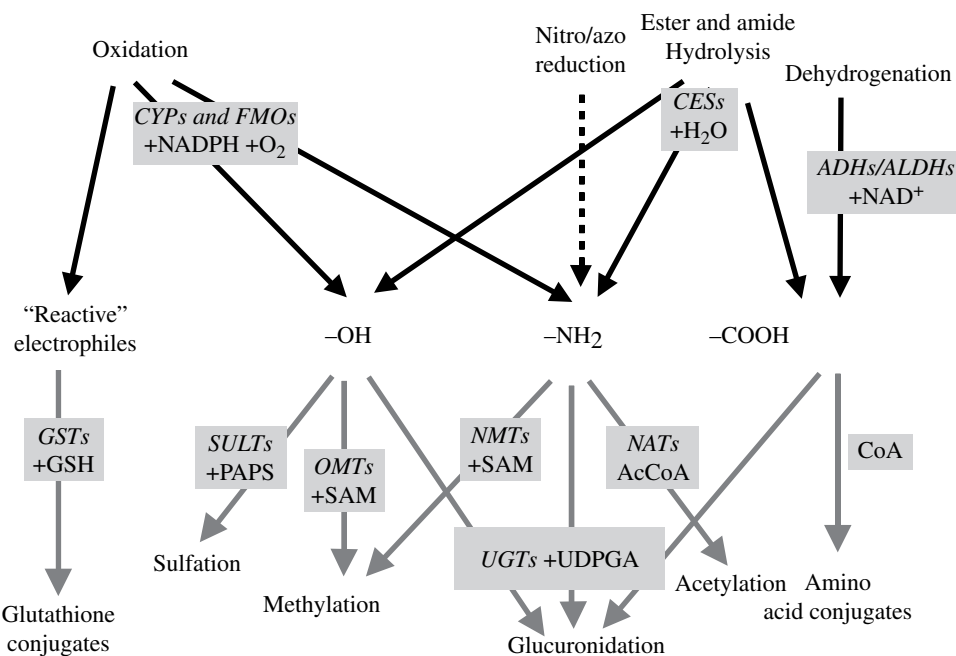 Oxidation
Nitro/azo
reduction
Ester and amide
Hydrolysis
Dehydrogenation
CYPs and FMOs
+NADPH +O₂
CESs
+H₂O
ADHs/ALDHs
+NAD⁺
“Reactive”
electrophiles
–OH
–NH₂
–COOH
GSTs
+GSH
SULTs
+PAPS
OMTs
+SAM
NMTs
+SAM
NATs
AcCoA
CoA
UGTs +UDPGA
Sulfation
Methylation
Glucuronidation
Acetylation
Amino
acid conjugates
Glutathione
conjugates